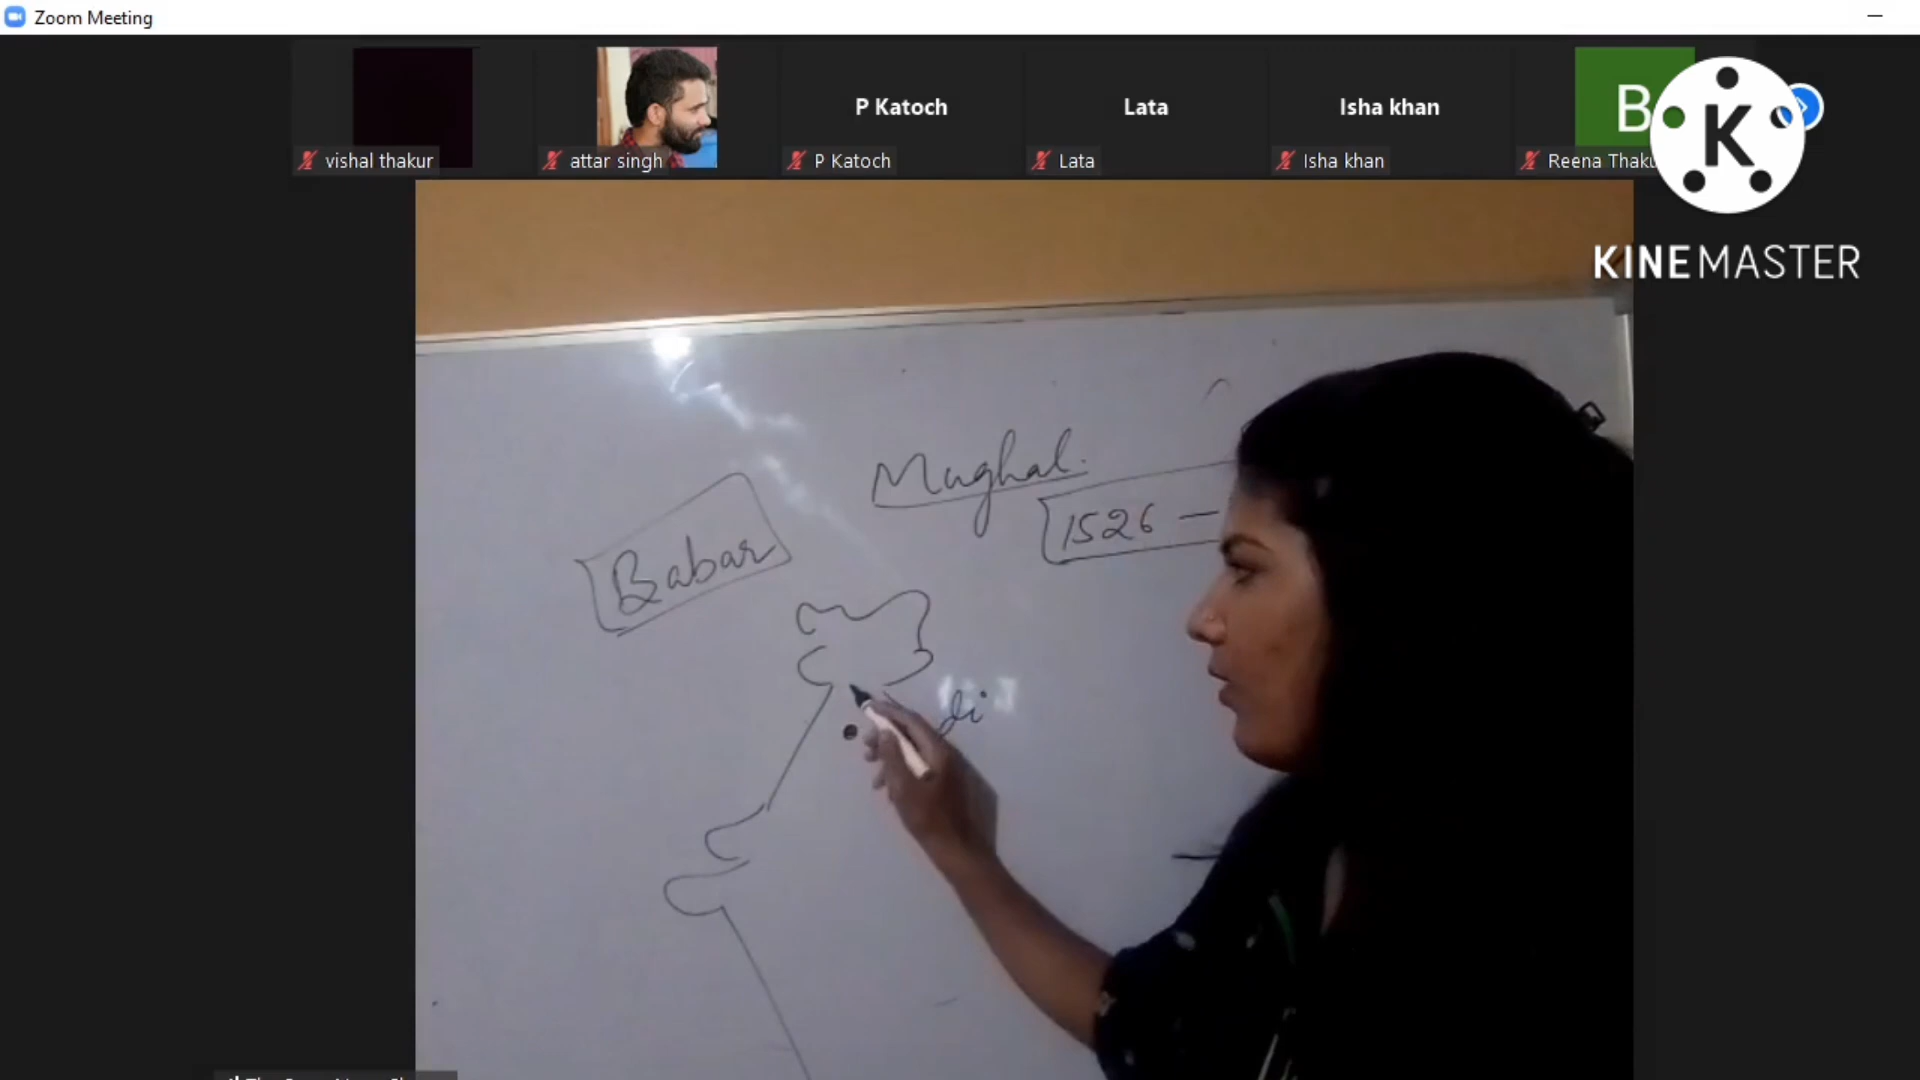 Zoom Meeting
P Katoch
Lata
Isha khan
B
vishal thakur
attar singh
P Katoch
Lata
Isha khan
Reena Thaku
K
KINEMASTER
Mughal.
1526 —
Babar
di